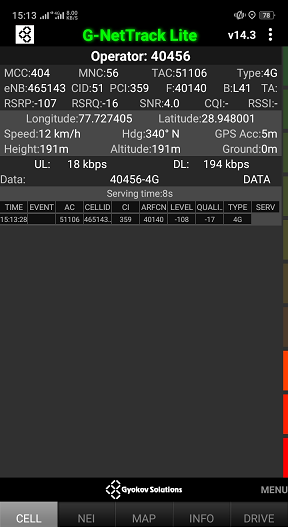 15:13
78
G-NetTrack Lite v14.3
Operator: 40456
MCC:404 MNC:56 TAC:51106 Type:4G
eNB:465143 CID:51 PCI:359 F:40140 B:L41 TA:
RSRP:-107 RSRQ:-16 SNR:4.0 CQI:- RSSI:-
Longitude:77.727405 Latitude:28.948001
Speed:12 km/h Hdg:340° N GPS Acc:5m
Height:191m Altitude:191m Ground:0m
UL: 18 kbps DL: 194 kbps
Data: 40456-4G DATA
Serving time:8s
TIME EVENT AC CELLID CI ARFCN LEVEL QUALI.. TYPE SERV
15:13:28 51106 465143.. 359 40140 -108 -17 4G
Gyokov Solutions MENU
CELL NEI MAP INFO DRIVE